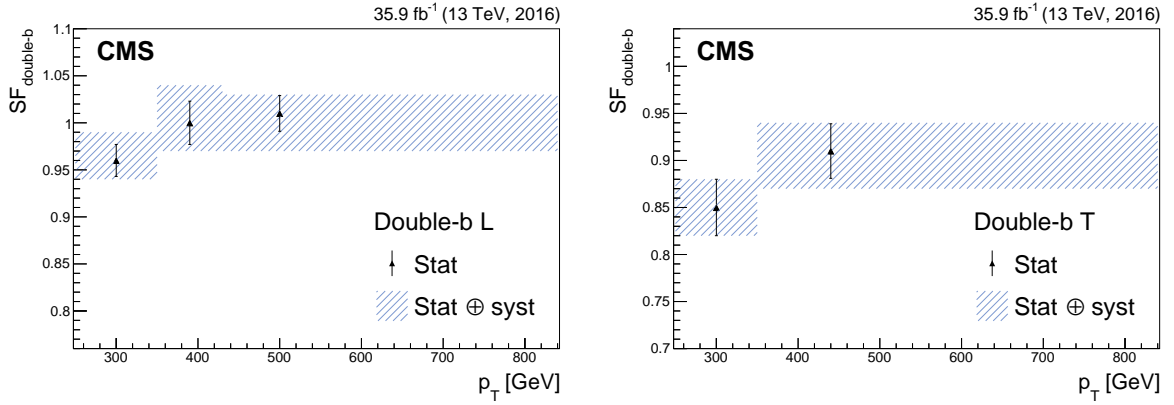 35.9 fb-1 (13 TeV, 2016)
CMS
SFdouble-b
1.1
1.05
1
0.95
0.9
0.85
0.8
Double-b L
Stat
Stat ⊕ syst
300 400 500 600 700 800
pT [GeV]
35.9 fb-1 (13 TeV, 2016)
CMS
SFdouble-b
1
0.95
0.9
0.85
0.8
0.75
0.7
Double-b T
Stat
Stat ⊕ syst
300 400 500 600 700 800
pT [GeV]